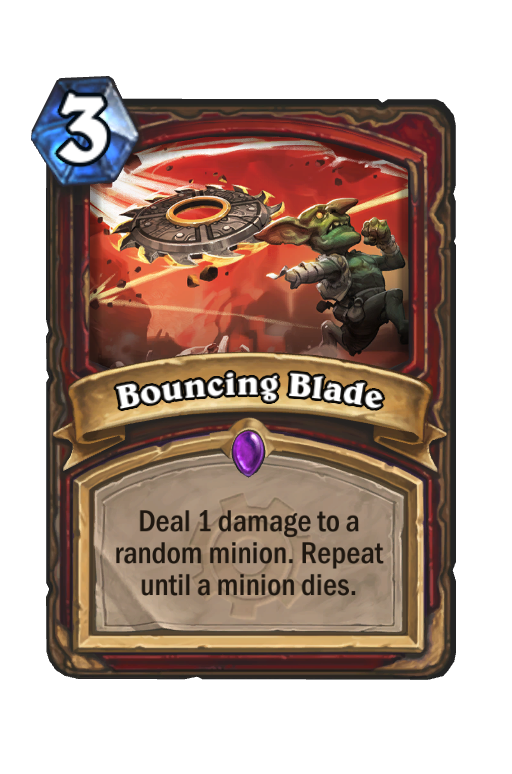 3
Bouncing Blade
Deal 1 damage to a
random minion. Repeat
until a minion dies.